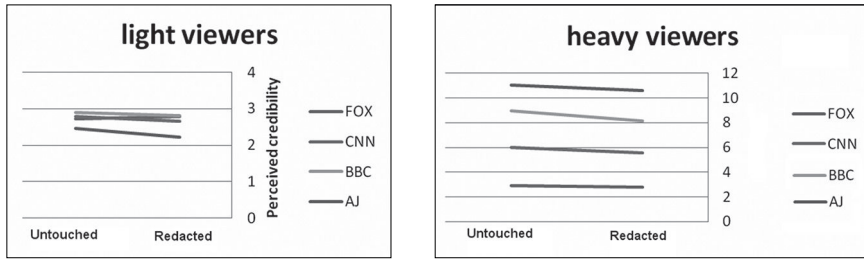 light viewers
4
3
2
1
0
Perceived credibility
FOX
CNN
BBC
AJ
Untouched
Redacted
heavy viewers
12
10
8
6
4
2
0
FOX
CNN
BBC
AJ
Untouched
Redacted